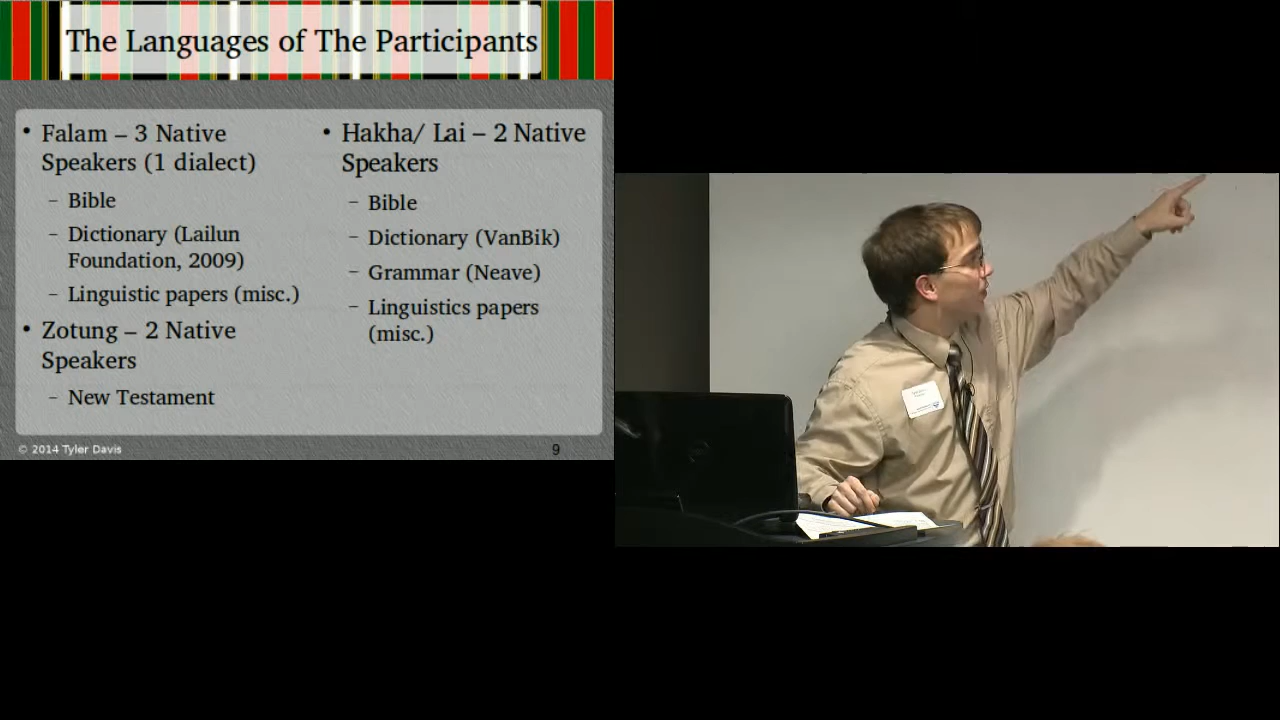 The Languages of The Participants
• Falam – 3 Native
Speakers (1 dialect)
– Bible
– Dictionary (Lailun
Foundation, 2009)
– Linguistic papers (misc.)
• Zotung – 2 Native
Speakers
– New Testament
• Hakha/ Lai – 2 Native
Speakers
– Bible
– Dictionary (VanBik)
– Grammar (Neave)
– Linguistics papers
(misc.)
© 2014 Tyler Davis
9